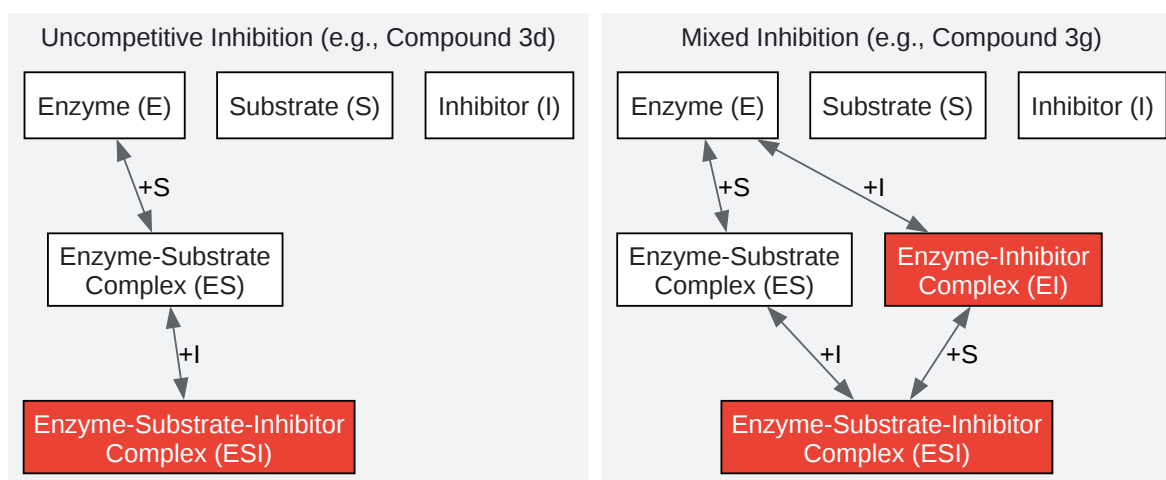 Uncompetitive Inhibition (e.g., Compound 3d)
Enzyme (E)
Substrate (S)
Inhibitor (I)
+S
Enzyme-Substrate
Complex (ES)
+I
Enzyme-Substrate-Inhibitor
Complex (ESI)
Mixed Inhibition (e.g., Compound 3g)
Enzyme (E)
Substrate (S)
Inhibitor (I)
+S
+I
Enzyme-Substrate
Complex (ES)
Enzyme-Inhibitor
Complex (EI)
+I
+S
Enzyme-Substrate-Inhibitor
Complex (ESI)